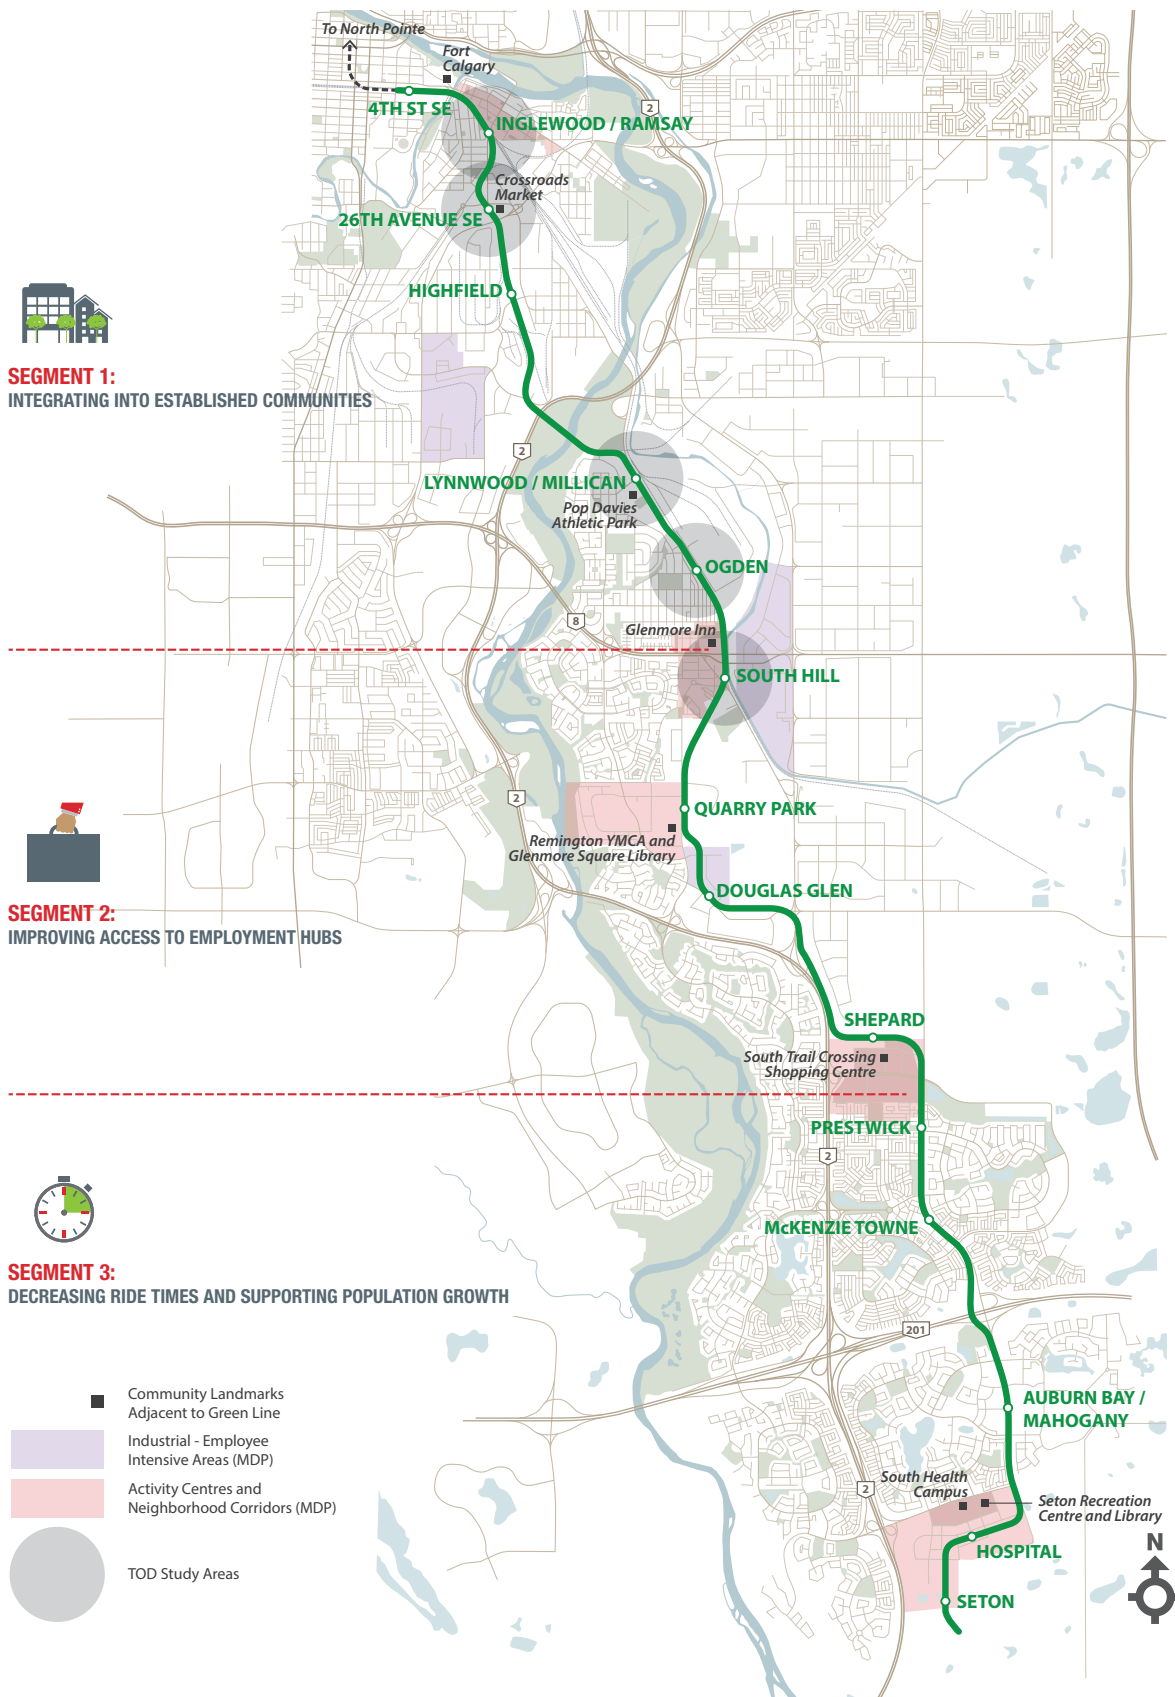 To North Pointe
Fort
Calgary
4TH ST SE
2
INGLEWOOD / RAMSAY
Crossroads
Market
26TH AVENUE SE
HIGHFIELD
SEGMENT 1:
INTEGRATING INTO ESTABLISHED COMMUNITIES
2
LYNNWOOD / MILLICAN
Pop Davies
Athletic Park
OGDEN
8
Glenmore Inn
SOUTH HILL
2
QUARRY PARK
Remington YMCA and
Glenmore Square Library
DOUGLAS GLEN
SEGMENT 2:
IMPROVING ACCESS TO EMPLOYMENT HUBS
SHEPARD
South Trail Crossing
Shopping Centre
PRESTWICK
2
McKENZIE TOWNE
SEGMENT 3:
DECREASING RIDE TIMES AND SUPPORTING POPULATION GROWTH
201
AUBURN BAY /
MAHOGANY
Community Landmarks
Adjacent to Green Line
Industrial - Employee
Intensive Areas (MDP)
Activity Centres and
Neighborhood Corridors (MDP)
TOD Study Areas
2
South Health
Campus
Seton Recreation
Centre and Library
HOSPITAL
SETON
N